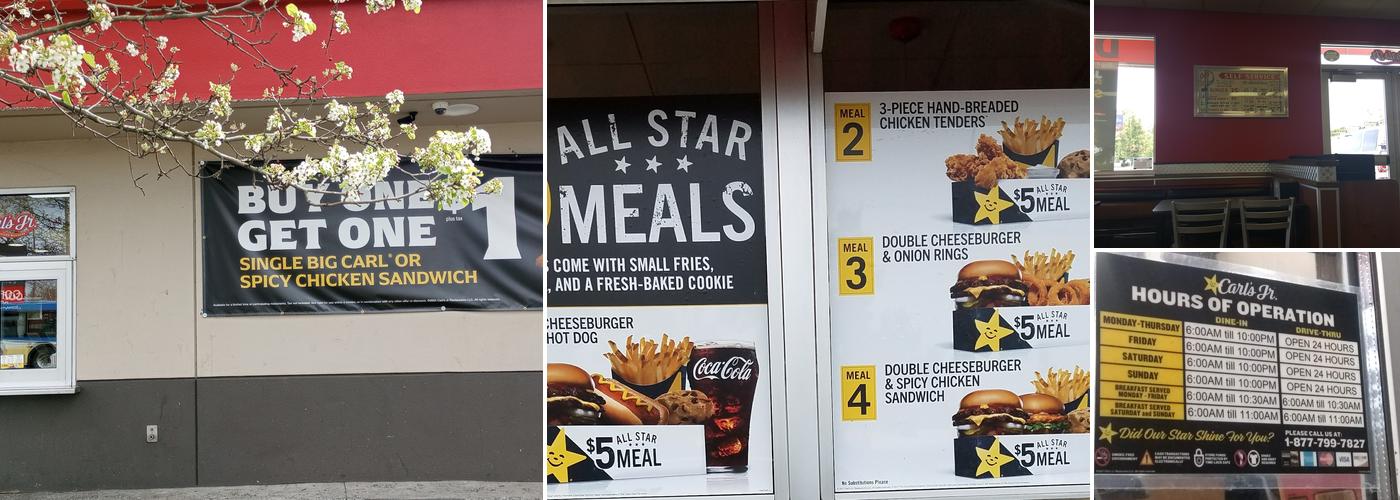 BUY ONE
GET ONE
$1
plus tax
SINGLE BIG CARL® OR
SPICY CHICKEN SANDWICH
ALL STAR
MEALS
COME WITH SMALL FRIES,
, AND A FRESH-BAKED COOKIE
CHEESEBURGER
HOT DOG
Coca-Cola
$5 ALL STAR
MEAL
MEAL
2
3-PIECE HAND-BREADED
CHICKEN TENDERS
$5 ALL STAR
MEAL
MEAL
3
DOUBLE CHEESEBURGER
& ONION RINGS
$5 ALL STAR
MEAL
MEAL
4
DOUBLE CHEESEBURGER
& SPICY CHICKEN
SANDWICH
$5 ALL STAR
MEAL
No Substitutions Please
SELF SERVICE
Carl's Jr.
HOURS OF OPERATION
DINE-IN DRIVE-THRU
MONDAY-THURSDAY 6:00AM till 10:00PM OPEN 24 HOURS
FRIDAY 6:00AM till 10:00PM OPEN 24 HOURS
SATURDAY 6:00AM till 10:00PM OPEN 24 HOURS
SUNDAY 6:00AM till 10:00PM OPEN 24 HOURS
BREAKFAST SERVED
MONDAY - FRIDAY 6:00AM till 10:30AM 6:00AM till 10:30AM
BREAKFAST SERVED
SATURDAY and SUNDAY 6:00AM till 11:00AM 6:00AM till 11:00AM
Did Our Star Shine For You?
PLEASE CALL US AT:
1-877-799-7827
VISA